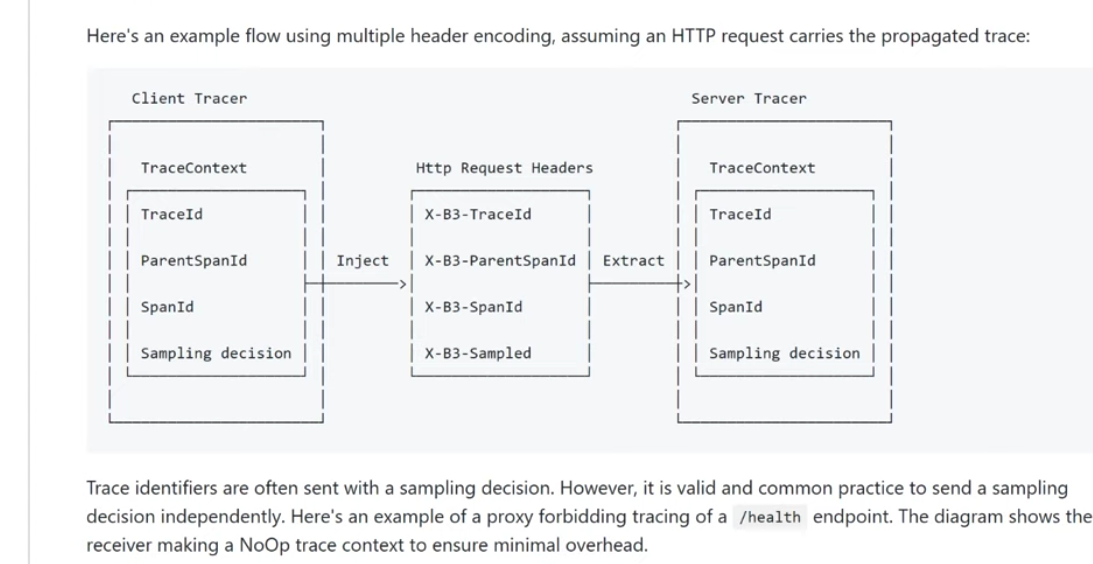 Here's an example flow using multiple header encoding, assuming an HTTP request carries the propagated trace:
Client Tracer Server Tracer
TraceContext Http Request Headers TraceContext
TraceId X-B3-TraceId TraceId
ParentSpanId Inject X-B3-ParentSpanId Extract ParentSpanId
SpanId X-B3-SpanId SpanId
Sampling decision X-B3-Sampled Sampling decision
Trace identifiers are often sent with a sampling decision. However, it is valid and common practice to send a sampling
decision independently. Here's an example of a proxy forbidding tracing of a /health endpoint. The diagram shows the
receiver making a NoOp trace context to ensure minimal overhead.